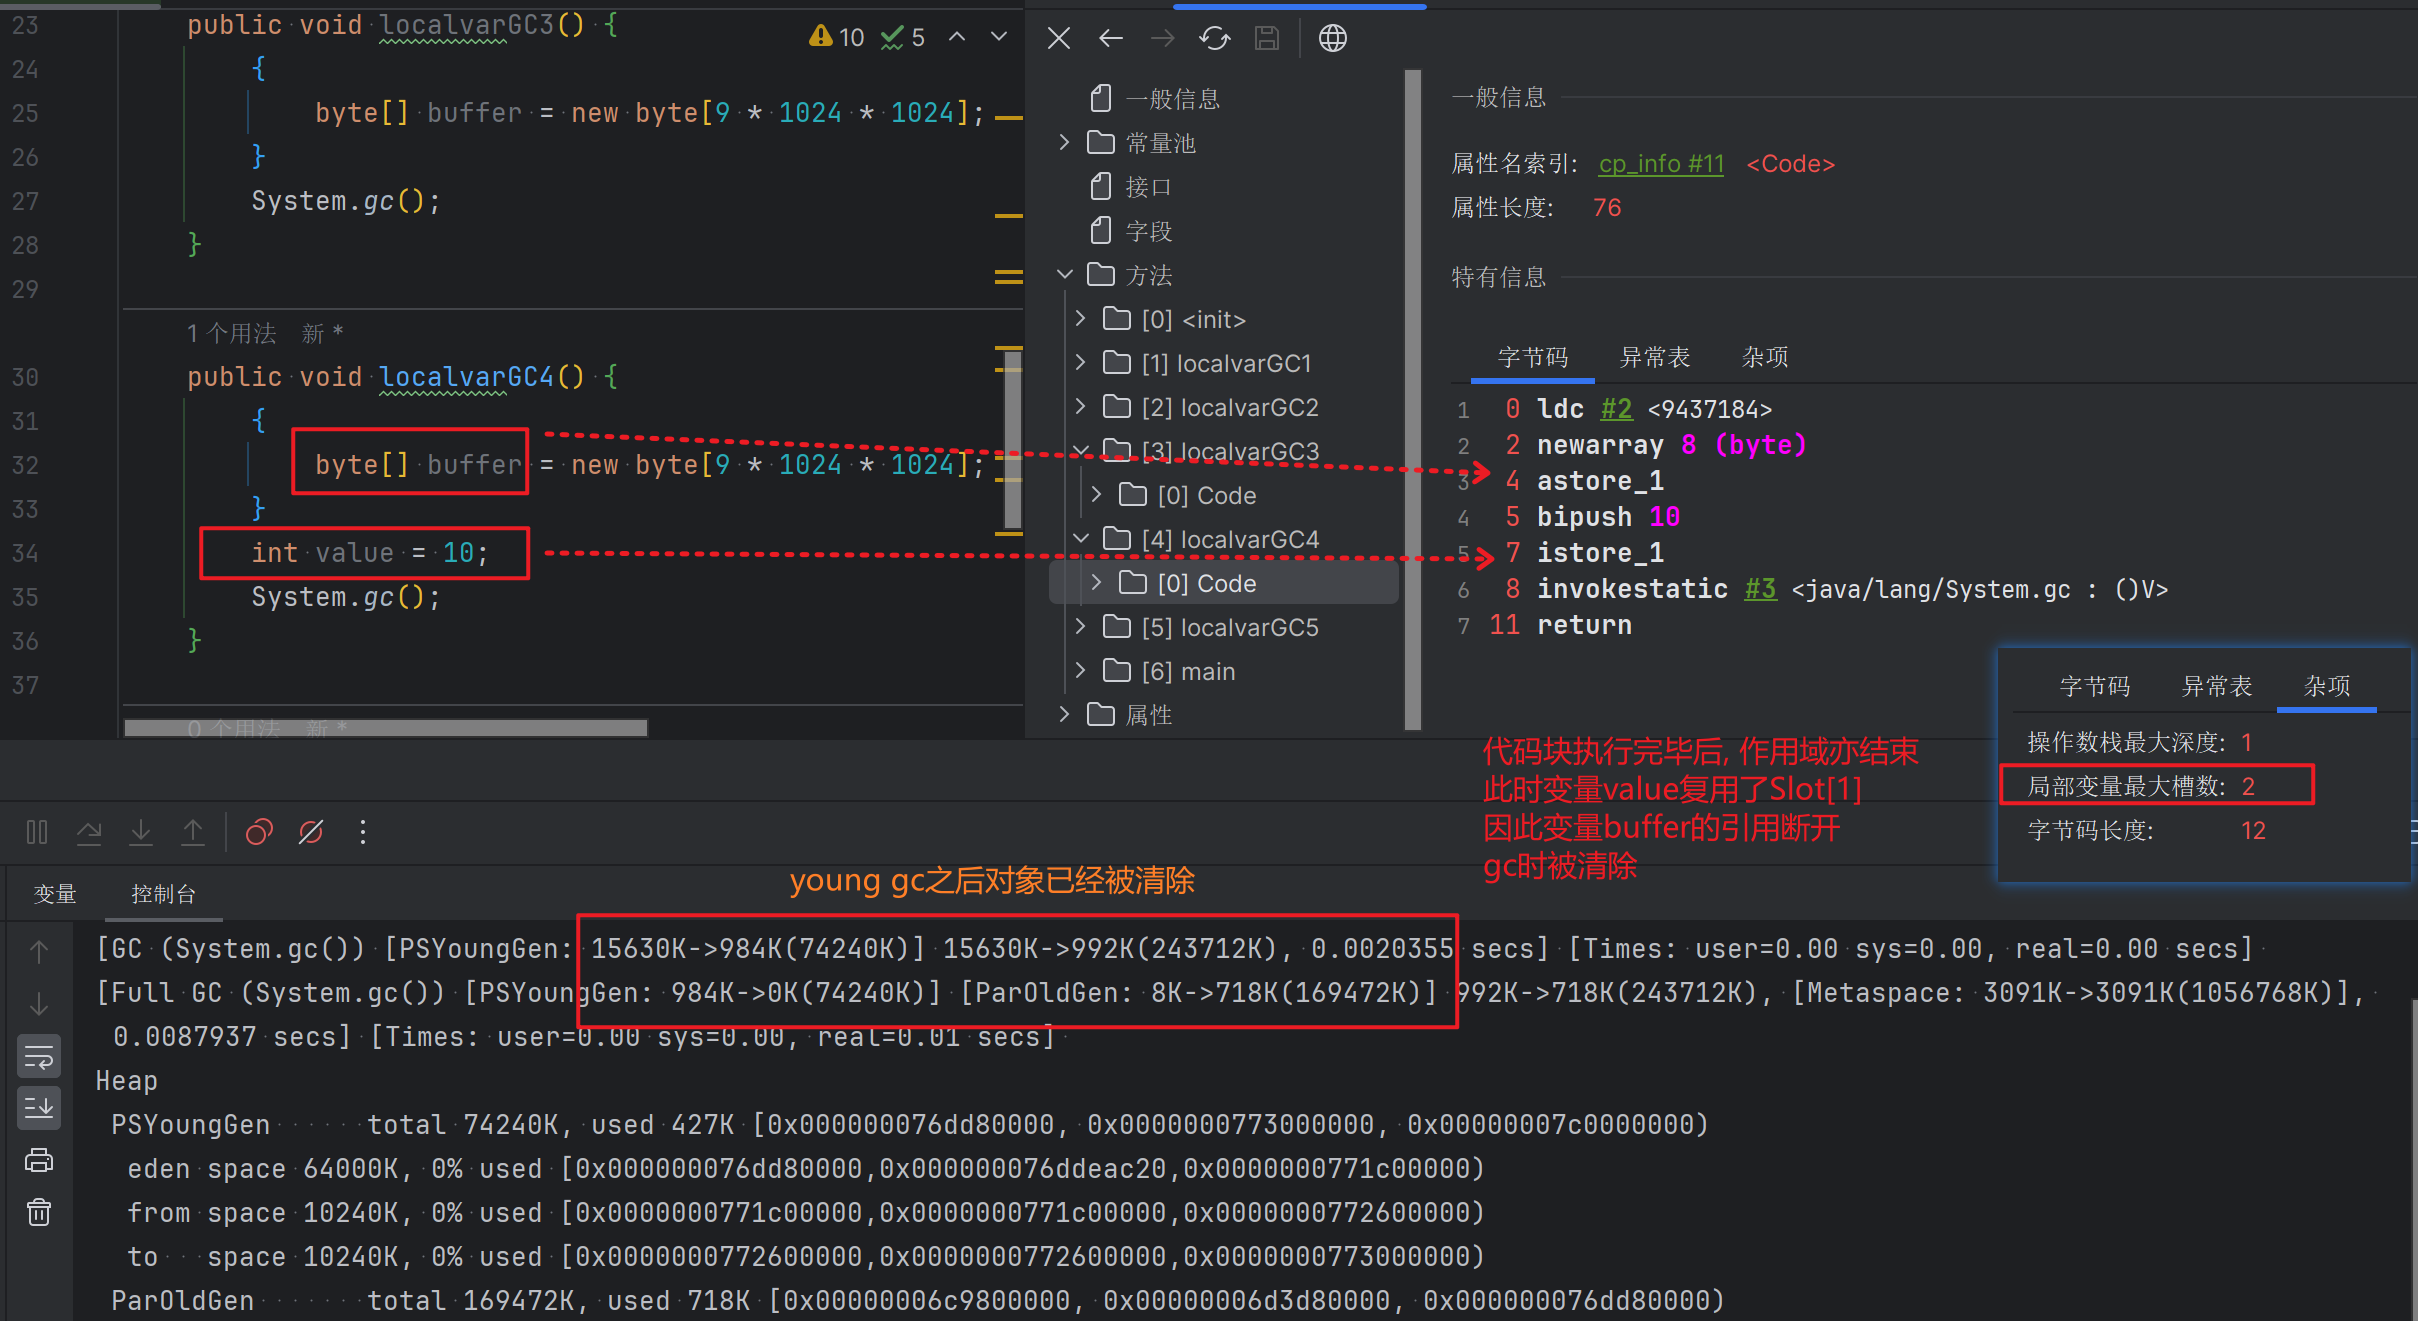 23 public void localvarGC3() {
10 5
24 {
25 byte[] buffer = new byte[9 * 1024 * 1024];
26 }
27 System.gc();
28 }
29
1 个用法 新 *
30 public void localvarGC4() {
31 {
32 byte[] buffer = new byte[9 * 1024 * 1024];
33 }
34 int value = 10;
35 System.gc();
36 }
37
0 个用法 新 *
一般信息
常量池
接口
字段
方法
[0] <init>
[1] localvarGC1
[2] localvarGC2
[3] localvarGC3
[0] Code
[4] localvarGC4
[0] Code
[5] localvarGC5
[6] main
属性
一般信息
属性名索引: cp_info #11 <Code>
属性长度: 76
特有信息
字节码 异常表 杂项
1 0 ldc #2 <9437184>
2 2 newarray 8 (byte)
3 4 astore_1
4 5 bipush 10
5 7 istore_1
6 8 invokestatic #3 <java/lang/System.gc : ()V>
7 11 return
字节码 异常表 杂项
操作数栈最大深度: 1
局部变量最大槽数: 2
字节码长度: 12
代码块执行完毕后, 作用域亦结束
此时变量value复用了Slot[1]
因此变量buffer的引用断开
gc时被清除
变量 控制台
young gc之后对象已经被清除
[GC (System.gc()) [PSYoungGen: 15630K->984K(74240K)] 15630K->992K(243712K), 0.0020355 secs] [Times: user=0.00 sys=0.00, real=0.00 secs]
[Full GC (System.gc()) [PSYoungGen: 984K->0K(74240K)] [ParOldGen: 8K->718K(169472K)] 992K->718K(243712K), [Metaspace: 3091K->3091K(1056768K)],
0.0087937 secs] [Times: user=0.00 sys=0.00, real=0.01 secs]
Heap
PSYoungGen total 74240K, used 427K [0x000000076dd80000, 0x0000000773000000, 0x00000007c0000000)
eden space 64000K, 0% used [0x000000076dd80000,0x000000076ddeac20,0x0000000771c00000)
from space 10240K, 0% used [0x0000000771c00000,0x0000000771c00000,0x0000000772600000)
to space 10240K, 0% used [0x0000000772600000,0x0000000772600000,0x0000000773000000)
ParOldGen total 169472K, used 718K [0x00000006c9800000, 0x00000006d3d80000, 0x000000076dd80000)